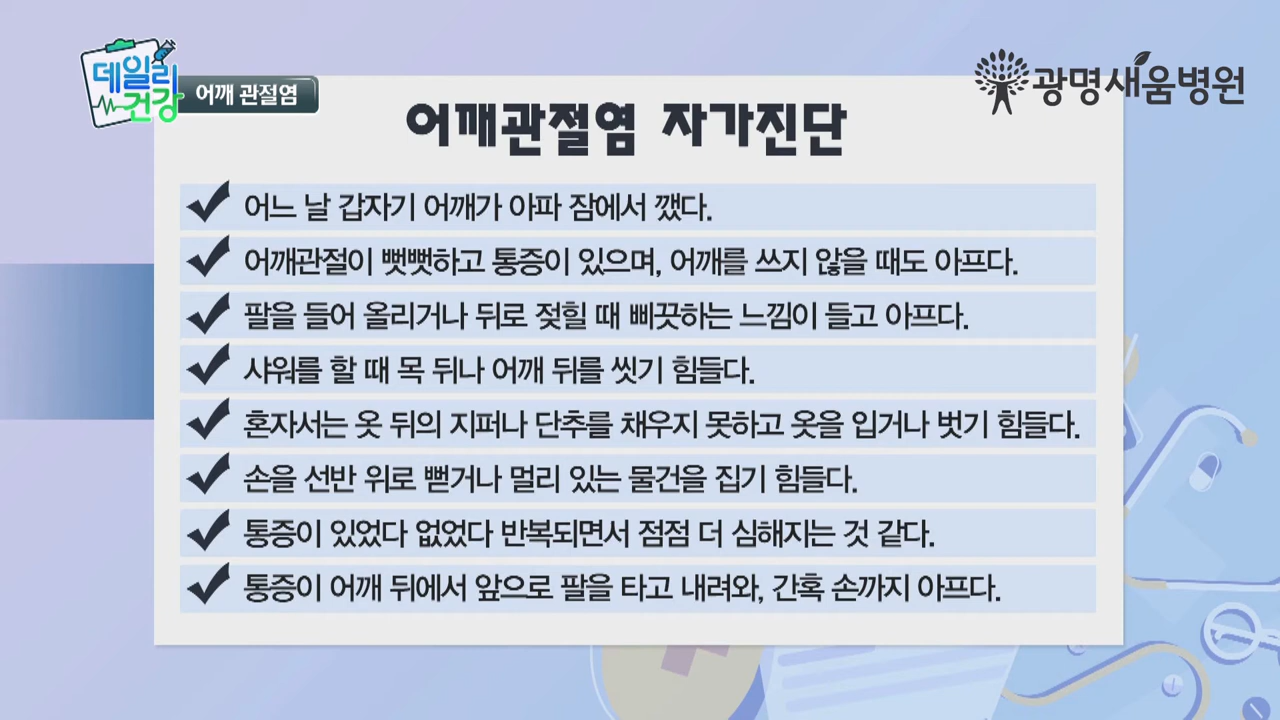 데일리
건강
어깨 관절염
광명새움병원
어깨관절염 자가진단
어느 날 갑자기 어깨가 아파 잠에서 깼다.
어깨관절이 뻣뻣하고 통증이 있으며, 어깨를 쓰지 않을 때도 아프다.
팔을 들어 올리거나 뒤로 젖힐 때 삐끗하는 느낌이 들고 아프다.
샤워를 할 때 목 뒤나 어깨 뒤를 씻기 힘들다.
혼자서는 옷 뒤의 지퍼나 단추를 채우지 못하고 옷을 입거나 벗기 힘들다.
손을 선반 위로 뻗거나 멀리 있는 물건을 집기 힘들다.
통증이 있었다 없었다 반복되면서 점점 더 심해지는 것 같다.
통증이 어깨 뒤에서 앞으로 팔을 타고 내려와, 간혹 손까지 아프다.